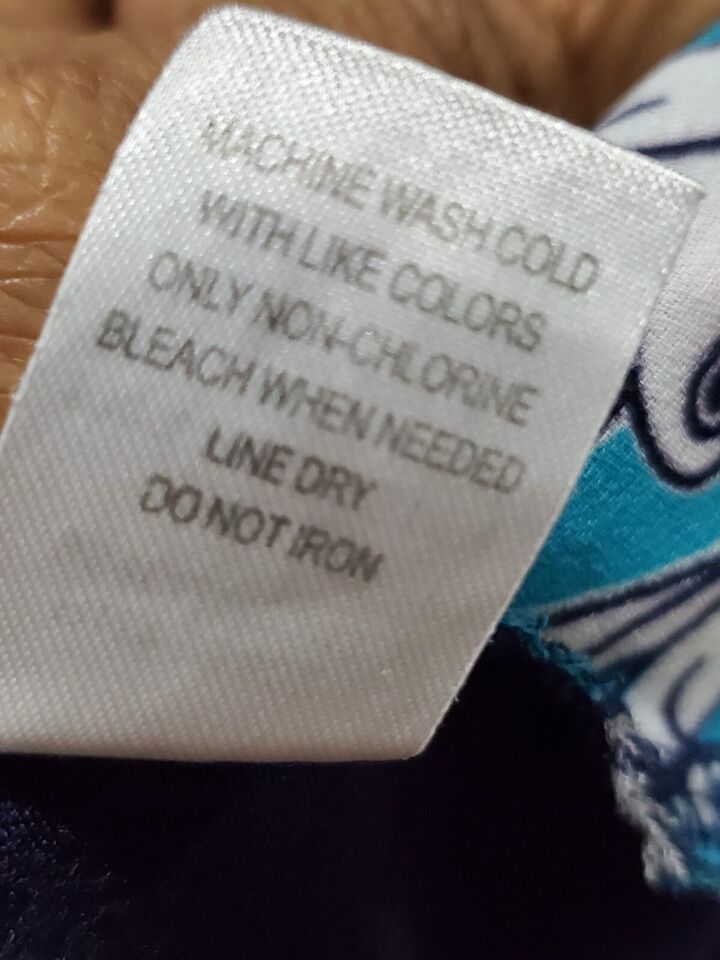 MACHINE WASH COLD
WITH LIKE COLORS
ONLY NON-CHLORINE
BLEACH WHEN NEEDED
LINE DRY
DO NOT IRON